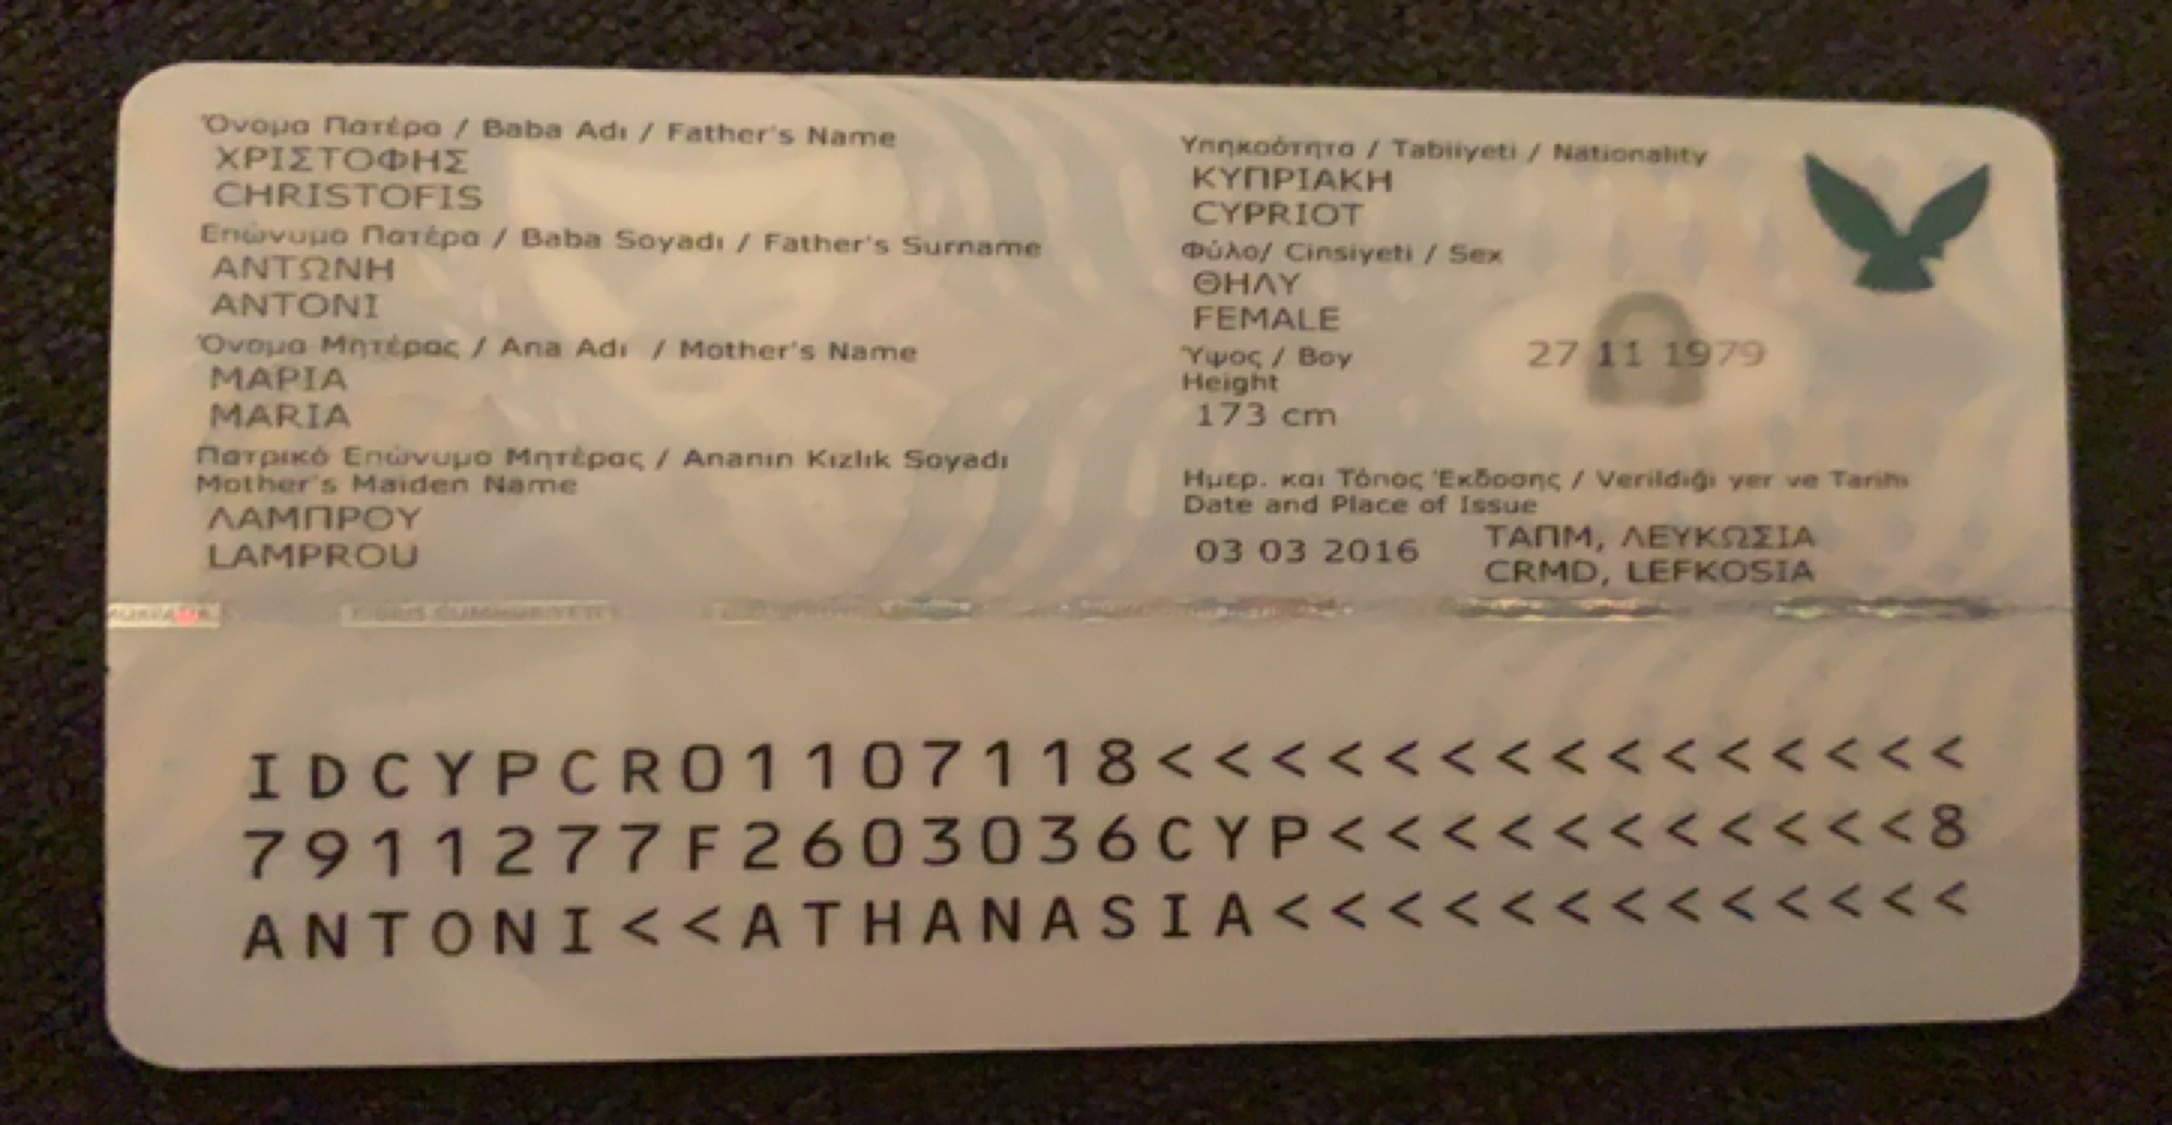 Όνομα Πατέρα / Baba Adı / Father's Name
ΧΡΙΣΤΟΦΗΣ
CHRISTOFIS
Επώνυμο Πατέρα / Baba Soyadı / Father's Surname
ΑΝΤΩΝΗ
ANTONI
Όνομα Μητέρας / Ana Adı / Mother's Name
ΜΑΡΙΑ
MARIA
Πατρικό Επώνυμο Μητέρας / Ananın Kızlık Soyadı
Mother's Maiden Name
ΛΑΜΠΡΟΥ
LAMPROU
Υπηκοότητα / Tabiiyeti / Nationality
ΚΥΠΡΙΑΚΗ
CYPRIOT
Φύλο/ Cinsiyeti / Sex
ΘΗΛΥ
FEMALE
Ύψος / Boy
Height
173 cm
27 11 1979
Ημερ. και Τόπος Έκδοσης / Verildiği yer ve Tarihi
Date and Place of Issue
03 03 2016
ΤΑΠΜ, ΛΕΥΚΩΣΙΑ
CRMD, LEFKOSIA
KIBRIS CUMHURİYETİ
IDCYPCR01107118<<<<<<<<<<<<<<<
7911277F2603036CYP<<<<<<<<<<<8
ANTONI<<ATHANASIA<<<<<<<<<<<<<